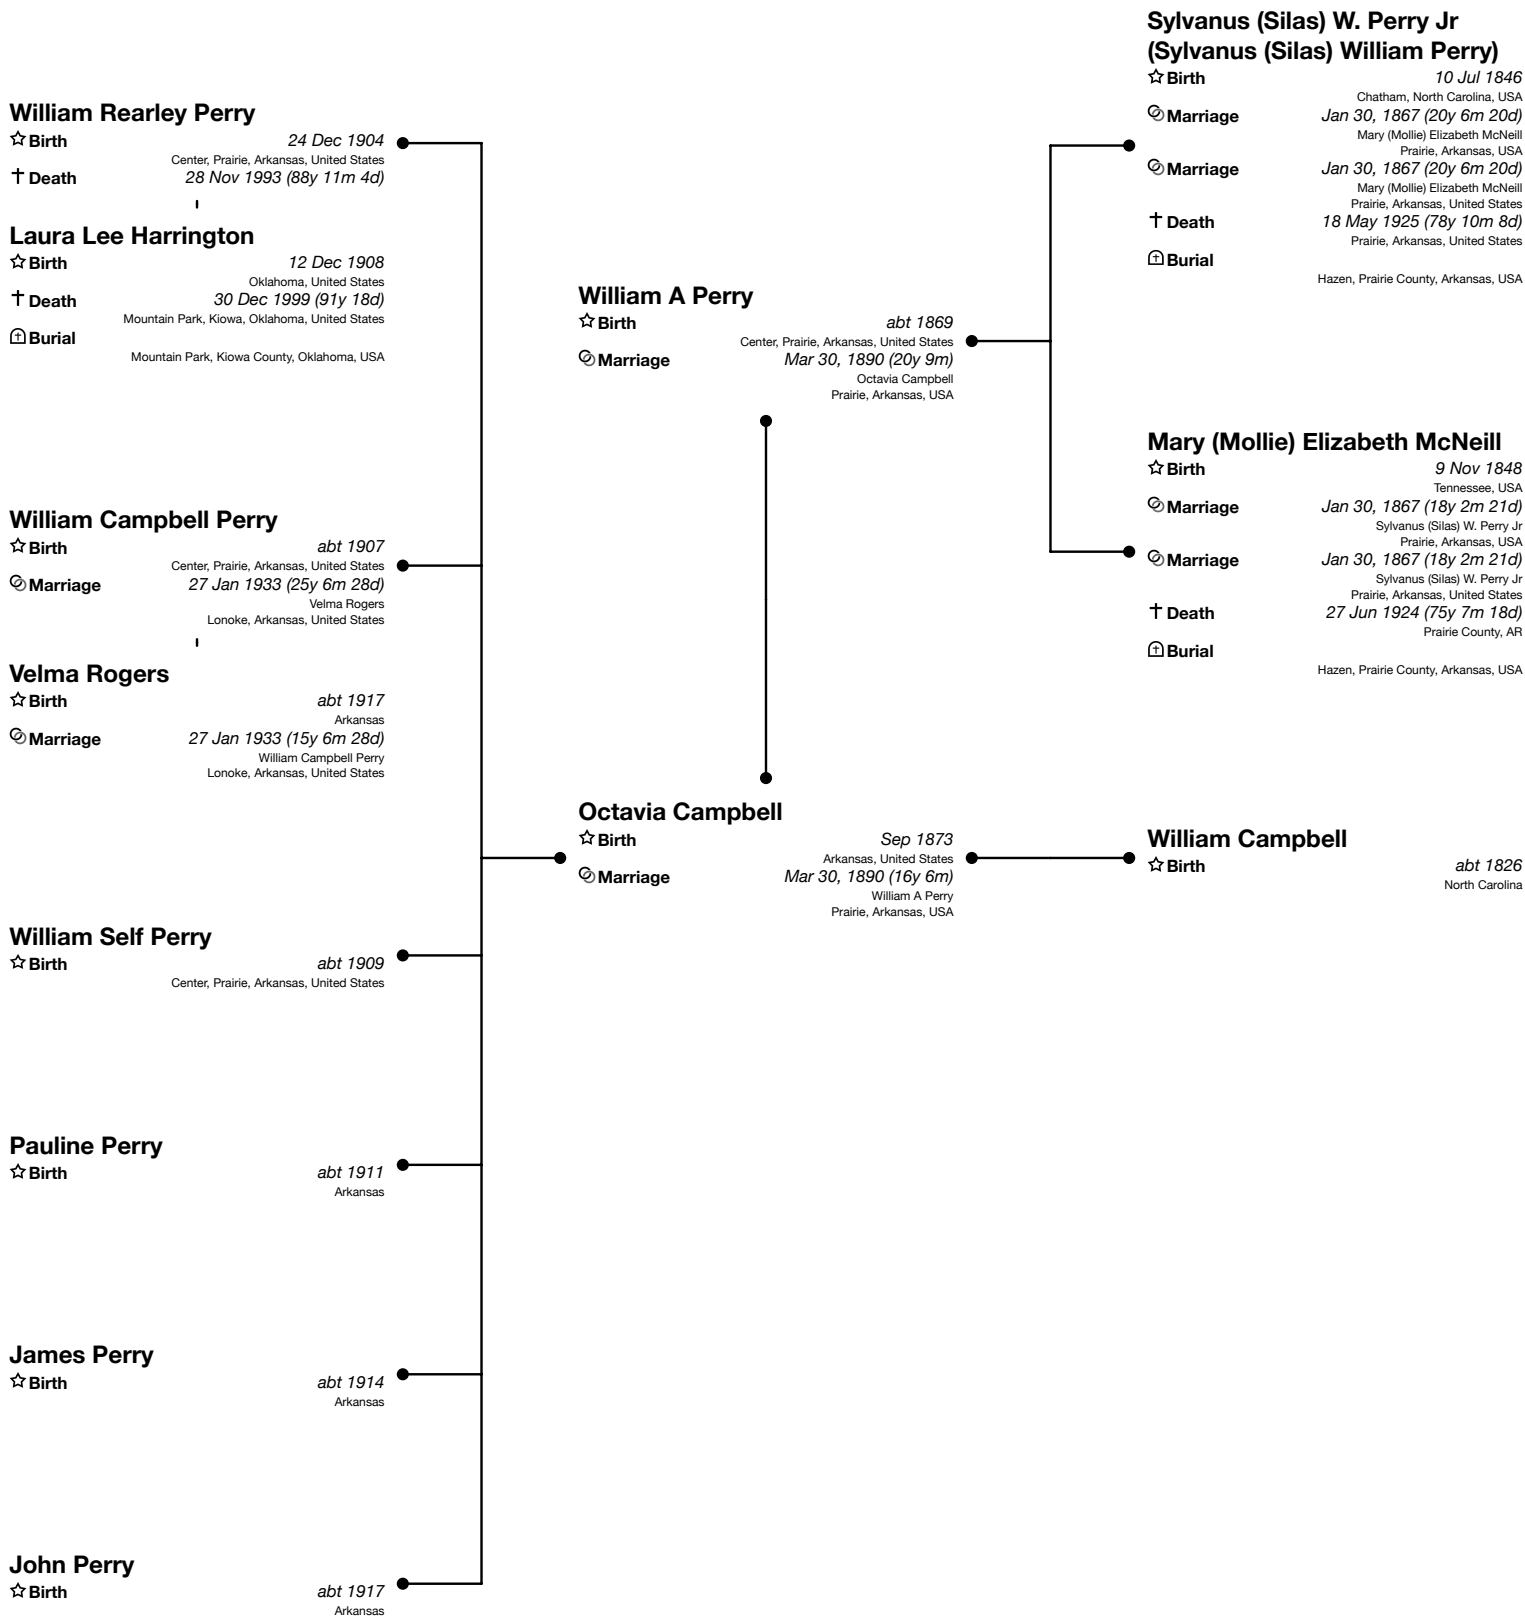 William Rearley Perry
Birth 24 Dec 1904
Center, Prairie, Arkansas, United States
Death 28 Nov 1993 (88y 11m 4d)
Laura Lee Harrington
Birth 12 Dec 1908
Oklahoma, United States
Death 30 Dec 1999 (91y 18d)
Mountain Park, Kiowa, Oklahoma, United States
Burial
Mountain Park, Kiowa County, Oklahoma, USA
William Campbell Perry
Birth abt 1907
Center, Prairie, Arkansas, United States
Marriage 27 Jan 1933 (25y 6m 28d)
Velma Rogers
Lonoke, Arkansas, United States
Velma Rogers
Birth abt 1917
Arkansas
Marriage 27 Jan 1933 (15y 6m 28d)
William Campbell Perry
Lonoke, Arkansas, United States
William Self Perry
Birth abt 1909
Center, Prairie, Arkansas, United States
Pauline Perry
Birth abt 1911
Arkansas
James Perry
Birth abt 1914
Arkansas
John Perry
Birth abt 1917
Arkansas
William A Perry
Birth abt 1869
Center, Prairie, Arkansas, United States
Marriage Mar 30, 1890 (20y 9m)
Octavia Campbell
Prairie, Arkansas, USA
Octavia Campbell
Birth Sep 1873
Arkansas, United States
Marriage Mar 30, 1890 (16y 6m)
William A Perry
Prairie, Arkansas, USA
Sylvanus (Silas) W. Perry Jr
(Sylvanus (Silas) William Perry)
Birth 10 Jul 1846
Chatham, North Carolina, USA
Marriage Jan 30, 1867 (20y 6m 20d)
Mary (Mollie) Elizabeth McNeill
Prairie, Arkansas, USA
Marriage Jan 30, 1867 (20y 6m 20d)
Mary (Mollie) Elizabeth McNeill
Prairie, Arkansas, United States
Death 18 May 1925 (78y 10m 8d)
Prairie, Arkansas, United States
Burial
Hazen, Prairie County, Arkansas, USA
Mary (Mollie) Elizabeth McNeill
Birth 9 Nov 1848
Tennessee, USA
Marriage Jan 30, 1867 (18y 2m 21d)
Sylvanus (Silas) W. Perry Jr
Prairie, Arkansas, USA
Marriage Jan 30, 1867 (18y 2m 21d)
Sylvanus (Silas) W. Perry Jr
Prairie, Arkansas, United States
Death 27 Jun 1924 (75y 7m 18d)
Prairie County, AR
Burial
Hazen, Prairie County, Arkansas, USA
William Campbell
Birth abt 1826
North Carolina